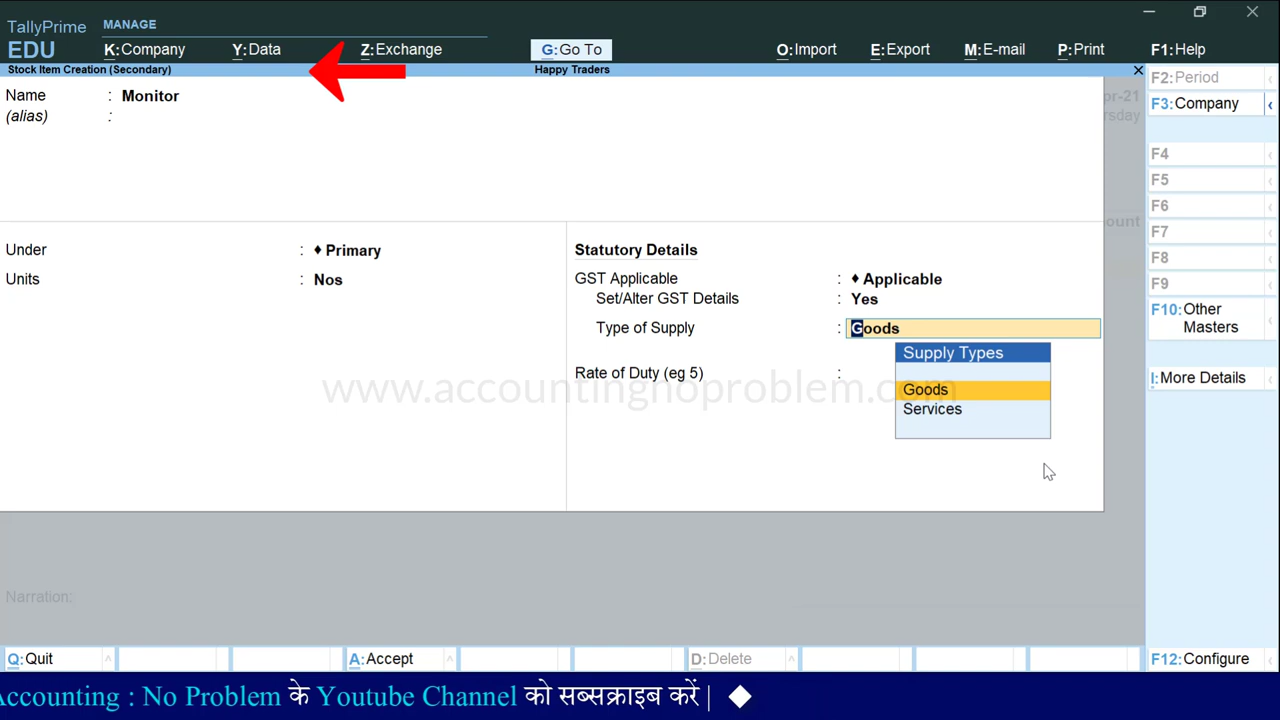 TallyPrime MANAGE
EDU K:Company Y:Data Z:Exchange G:Go To O:Import E:Export M:E-mail P:Print F1:Help
Stock Item Creation (Secondary) Happy Traders
F2:Period
Name : Monitor
pr-21
F3:Company
(alias) :
rsday
F4
F5
F6
ount
F7
Under : ♦ Primary
Statutory Details
F8
Units : Nos
GST Applicable : ♦ Applicable
F9
Set/Alter GST Details : Yes
F10:Other Masters
Type of Supply : Goods
Supply Types
Rate of Duty (eg 5) :
I:More Details
www.accountingnoproblem.com
Goods
Services
Narration:
Q:Quit A:Accept D:Delete F12:Configure
Accounting : No Problem के Youtube Channel को सब्सक्राइब करें | ◆